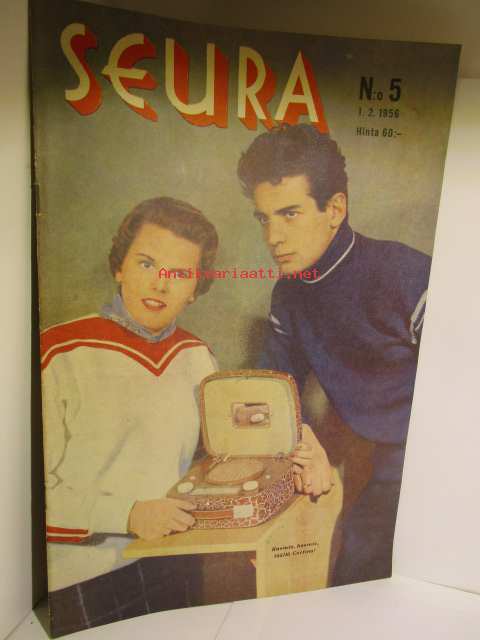 SEURA
N:o 5
1. 2. 1956
Hinta 60:-
Antikvariaatti.net